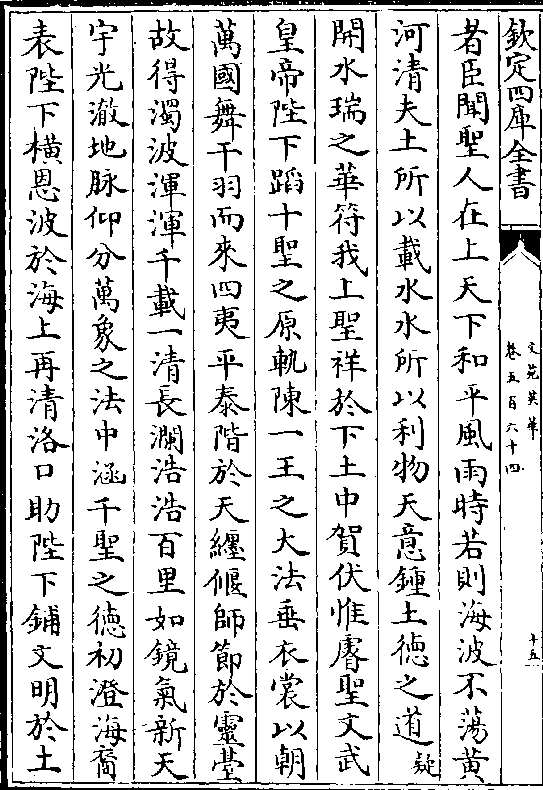 欽定四庫全書
文苑英華
卷五百六十四
十五
者臣聞聖人在上天下和平風雨時若則海波不蕩黄
河清夫土所以載水水所以利物天意鍾土德之道疑
開水瑞之華符我上聖祥於下土中賀伏惟睿聖文武
皇帝陛下蹈十聖之原軌陳一王之大法垂衣裳以朝
萬國舞干羽而來四夷平泰階於天纏偃師節於靈臺
故得濁波渾渾千載一清長瀾浩浩百里如鏡氣新天
宇光澈地脉仰分萬象之法中涵千聖之德初澄海裔
表陛下横恩波於海上再清洛口助陛下鋪文明於土